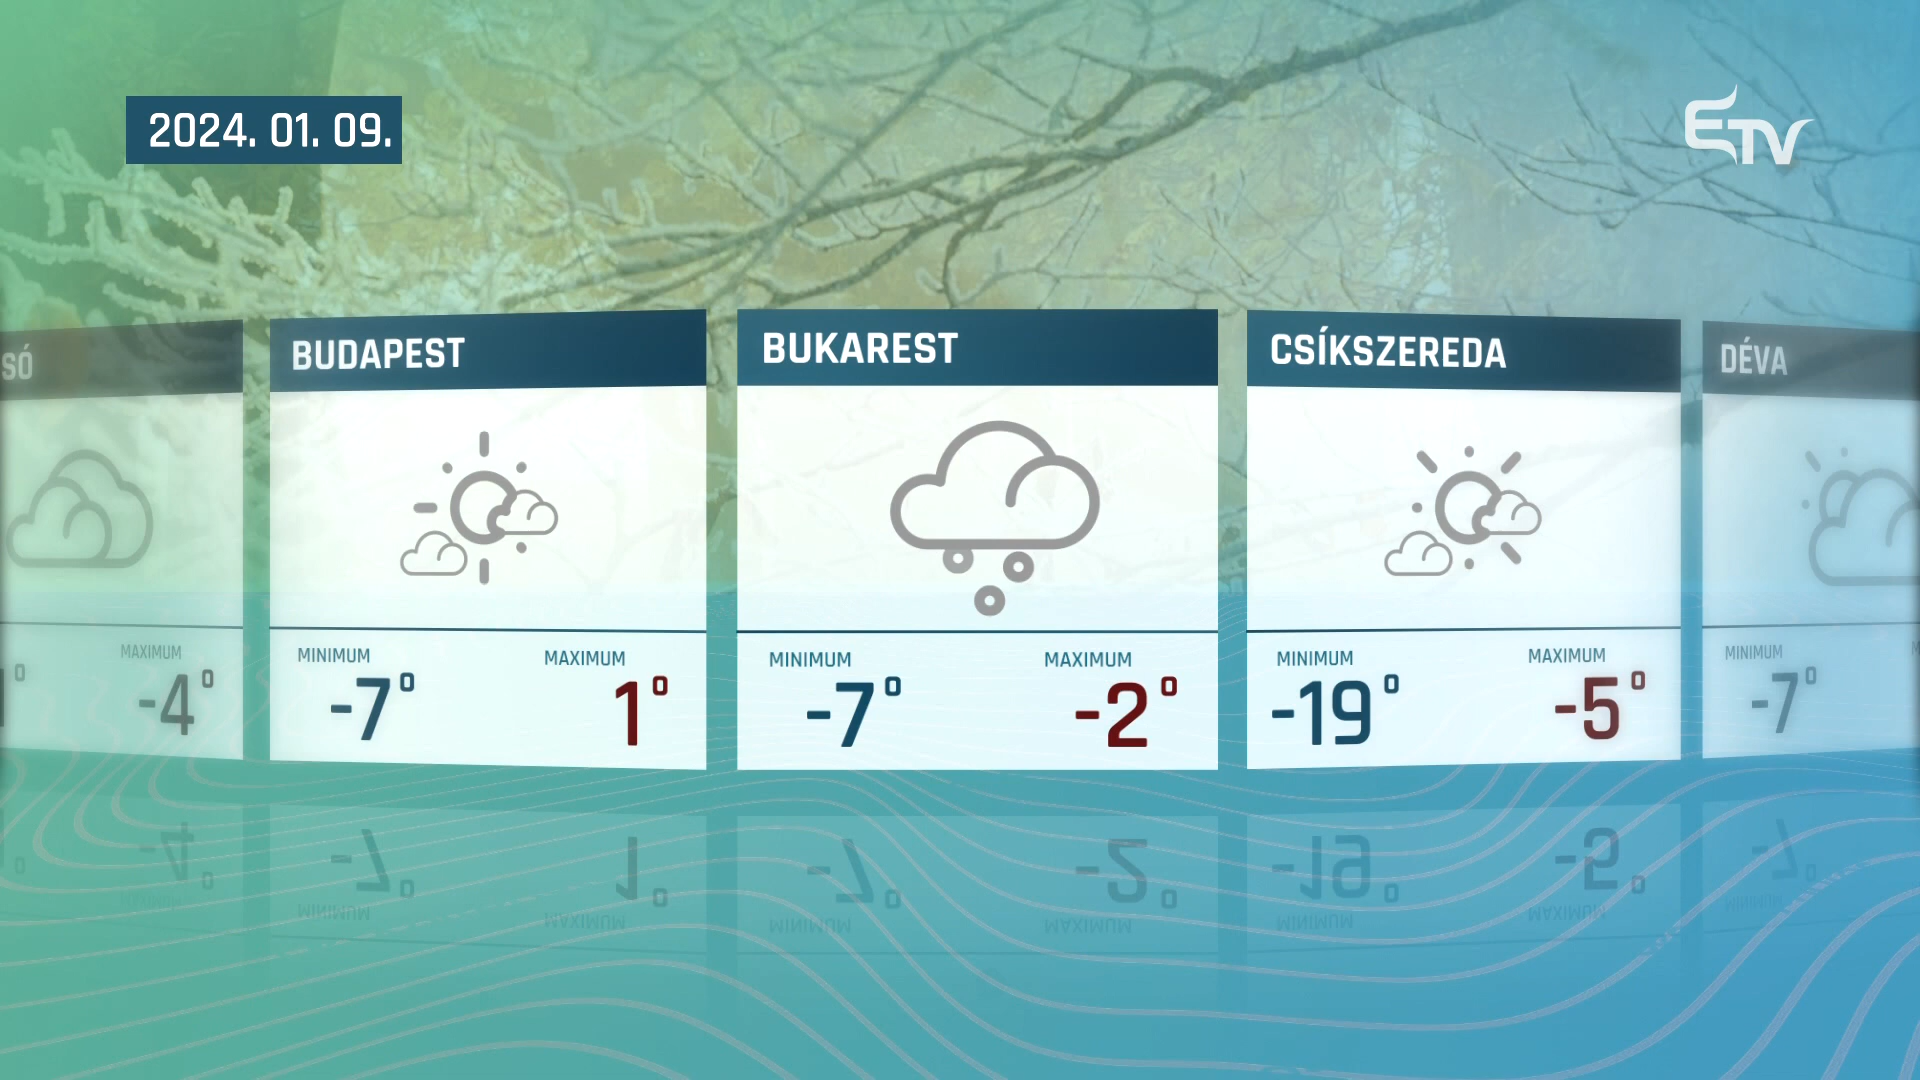 2024. 01. 09.
ETV
SÓ
MAXIMUM
-4°
BUDAPEST
MINIMUM
MAXIMUM
-7°
1°
BUKAREST
MINIMUM
MAXIMUM
-7°
-2°
CSÍKSZEREDA
MINIMUM
MAXIMUM
-19°
-5°
DÉVA
MINIMUM
-7°